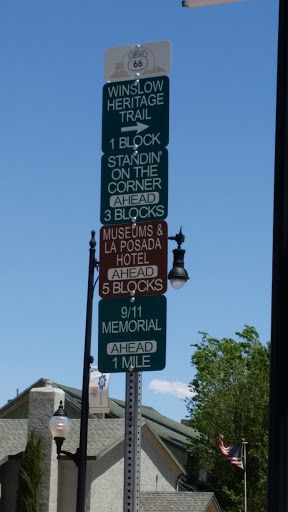 66
WINSLOW
HERITAGE
TRAIL
1 BLOCK
STANDIN'
ON THE
CORNER
AHEAD
3 BLOCKS
MUSEUMS &
LA POSADA
HOTEL
AHEAD
5 BLOCKS
9/11
MEMORIAL
AHEAD
1 MILE